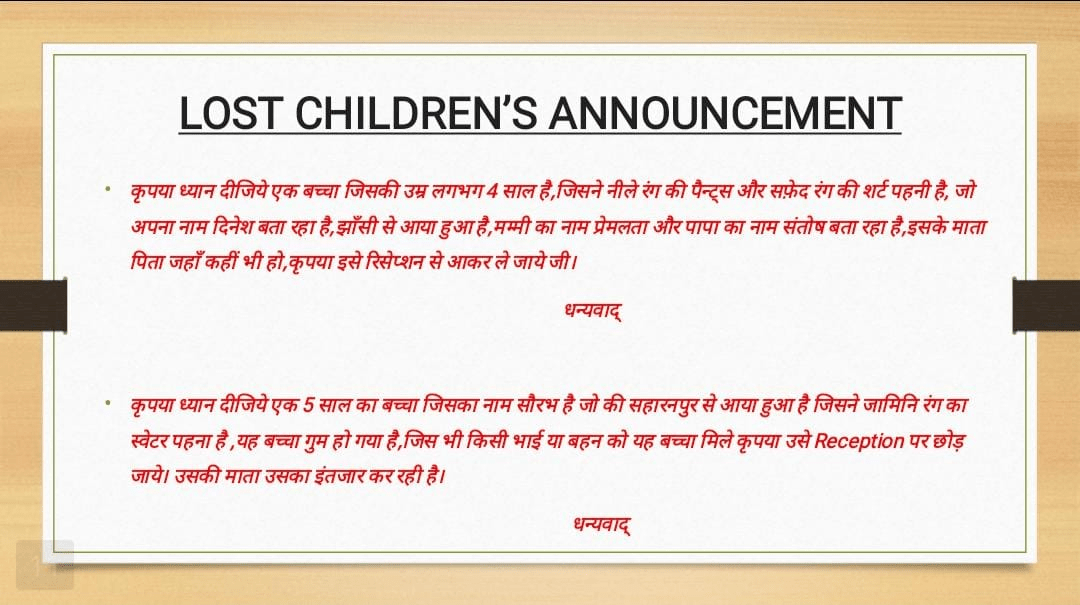 LOST CHILDREN’S ANNOUNCEMENT
• कृपया ध्यान दीजिये एक बच्चा जिसकी उम्र लगभग 4 साल है,जिसने नीले रंग की पैन्ट्स और सफ़ेद रंग की शर्ट पहनी है, जो
अपना नाम दिनेश बता रहा है,झाँसी से आया हुआ है,मम्मी का नाम प्रेमलता और पापा का नाम संतोष बता रहा है,इसके माता
पिता जहाँ कहीं भी हो,कृपया इसे रिसेप्शन से आकर ले जाये जी।
धन्यवाद्
• कृपया ध्यान दीजिये एक 5 साल का बच्चा जिसका नाम सौरभ है जो की सहारनपुर से आया हुआ है जिसने जामिनि रंग का
स्वेटर पहना है ,यह बच्चा गुम हो गया है,जिस भी किसी भाई या बहन को यह बच्चा मिले कृपया उसे Reception पर छोड़
जाये। उसकी माता उसका इंतजार कर रही है।
धन्यवाद्